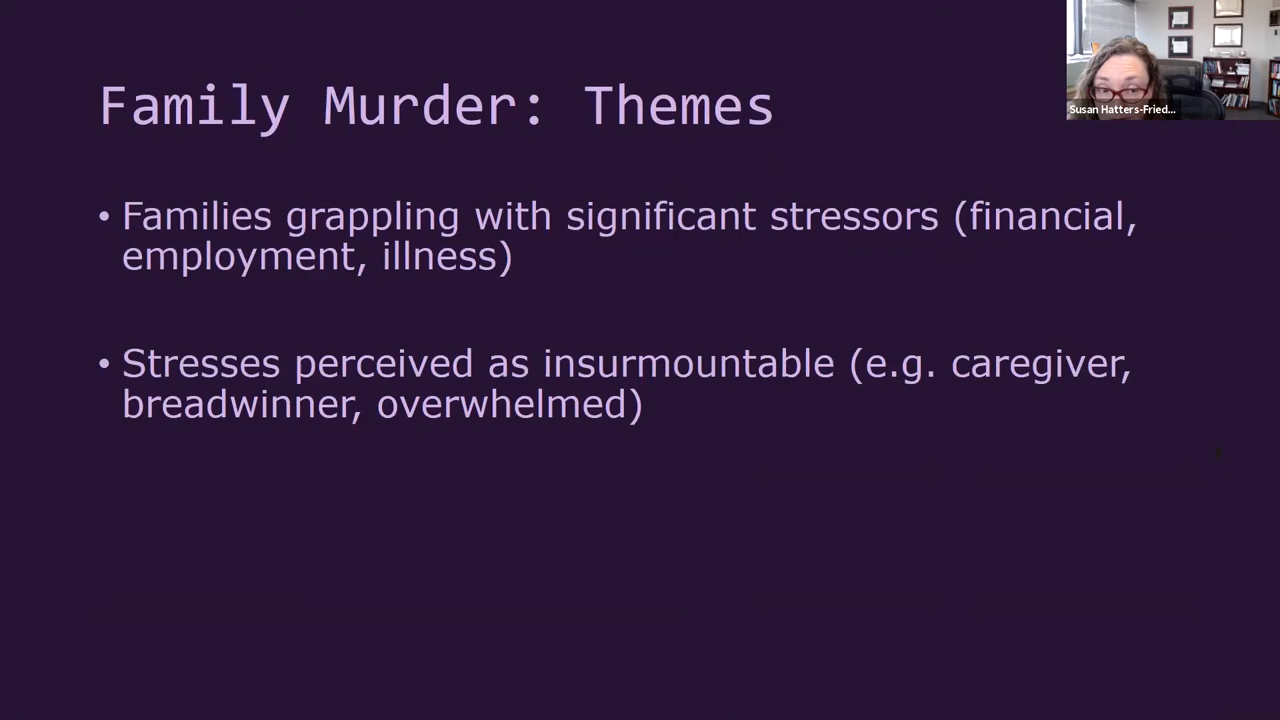 Family Murder: Themes
Susan Hatters-Fried...
• Families grappling with significant stressors (financial,
employment, illness)
• Stresses perceived as insurmountable (e.g. caregiver,
breadwinner, overwhelmed)